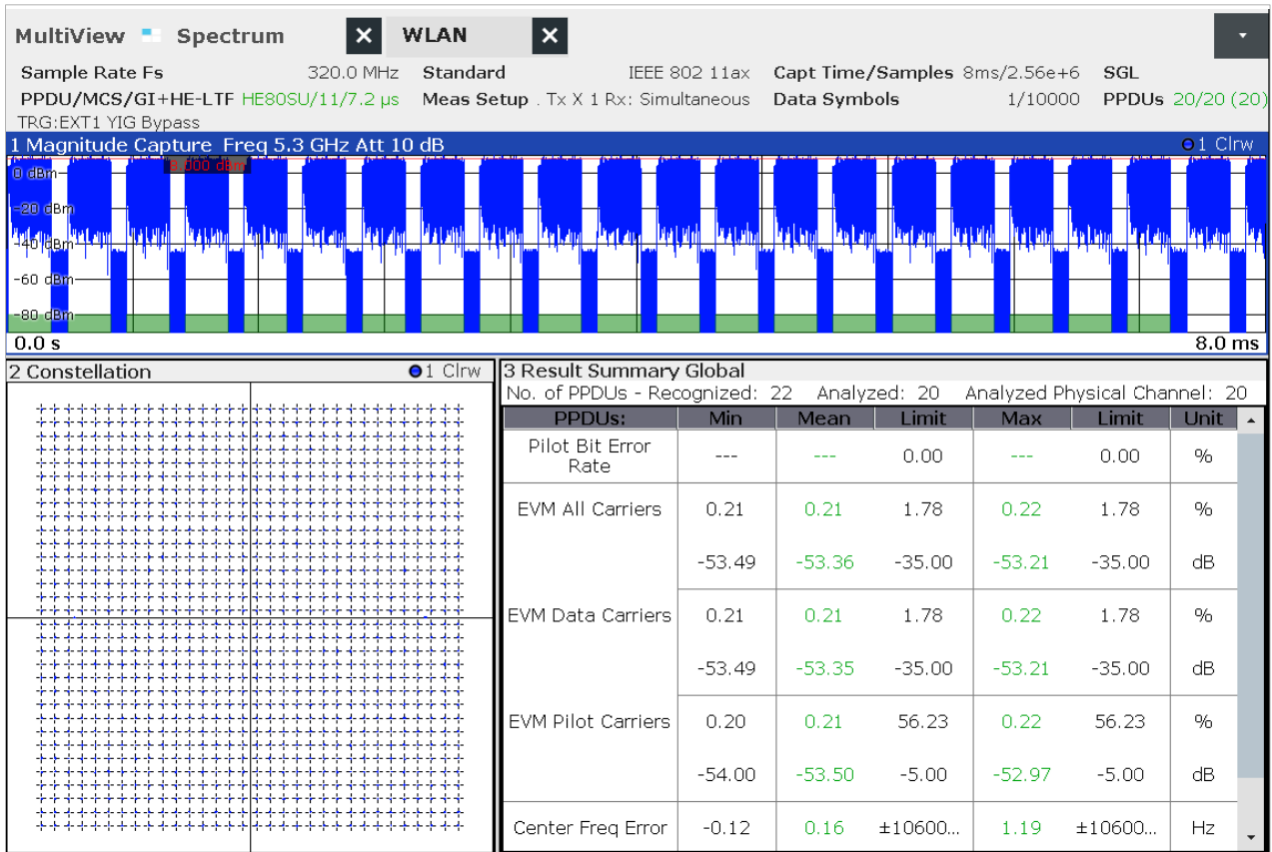 MultiView Spectrum X WLAN X
Sample Rate Fs 320.0 MHz Standard IEEE 802 11ax Capt Time/Samples 8ms/2.56e+6 SGL
PPDU/MCS/GI+HE-LTF HE80SU/11/7.2 µs Meas Setup . Tx X 1 Rx: Simultaneous Data Symbols 1/10000 PPDUs 20/20 (20)
TRG:EXT1 YIG Bypass
1 Magnitude Capture Freq 5.3 GHz Att 10 dB 1 Clrw
8.000 dBm
0 dBm
-20 dBm
-40 dBm
-60 dBm
-80 dBm
0.0 s 8.0 ms
2 Constellation 1 Clrw
3 Result Summary Global
No. of PPDUs - Recognized: 22 Analyzed: 20 Analyzed Physical Channel: 20
PPDUs: Min Mean Limit Max Limit Unit
Pilot Bit Error
Rate --- --- 0.00 --- 0.00 %
EVM All Carriers 0.21 0.21 1.78 0.22 1.78 %
-53.49 -53.36 -35.00 -53.21 -35.00 dB
EVM Data Carriers 0.21 0.21 1.78 0.22 1.78 %
-53.49 -53.35 -35.00 -53.21 -35.00 dB
EVM Pilot Carriers 0.20 0.21 56.23 0.22 56.23 %
-54.00 -53.50 -5.00 -52.97 -5.00 dB
Center Freq Error -0.12 0.16 ±10600... 1.19 ±10600... Hz